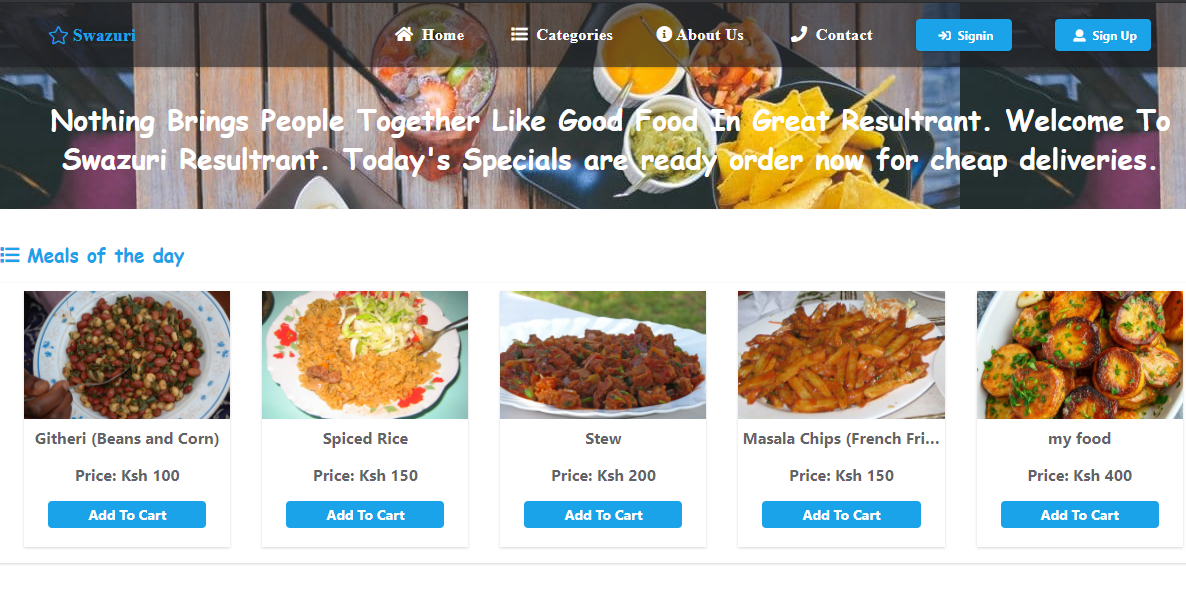 Swazuri Home Categories About Us Contact Signin Sign Up
Nothing Brings People Together Like Good Food In Great Resultrant. Welcome To
Swazuri Resultrant. Today's Specials are ready order now for cheap deliveries.
Meals of the day
Githeri (Beans and Corn) Spiced Rice Stew Masala Chips (French Fri... my food
Price: Ksh 100 Price: Ksh 150 Price: Ksh 200 Price: Ksh 150 Price: Ksh 400
Add To Cart Add To Cart Add To Cart Add To Cart Add To Cart